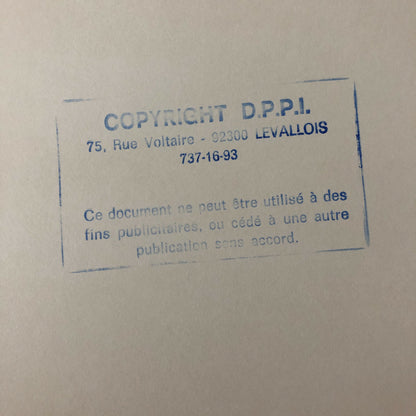 COPYRIGHT D.P.P.I.
75, Rue Voltaire - 92300 LEVALLOIS
737-16-93
Ce document ne peut être utilisé à des
fins publicitaires, ou cédé à une autre
publication sans accord.